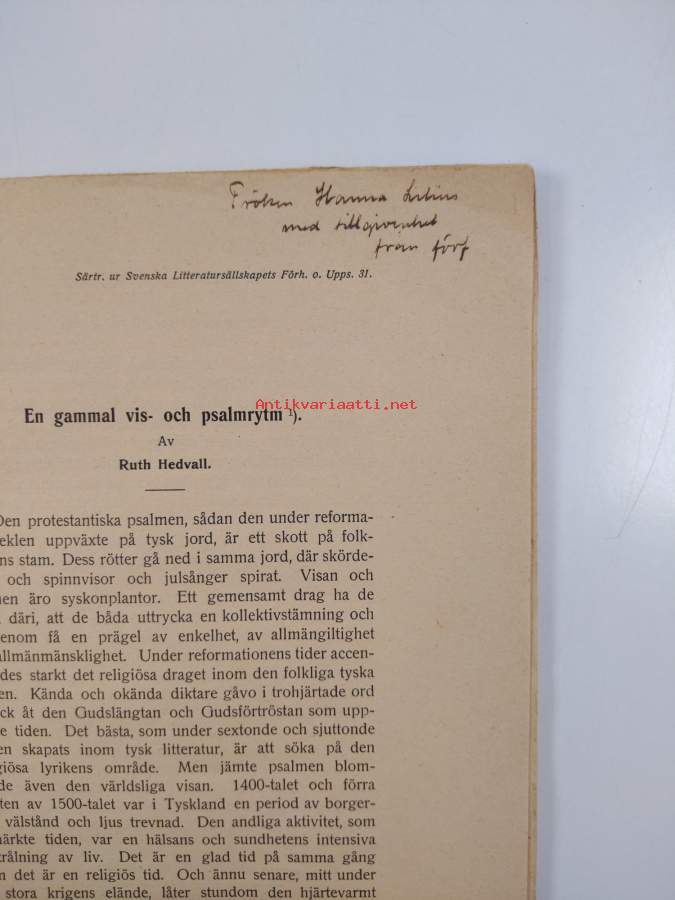 Fröken Hanna Lilius
med tillgivenhet
från förf
Särtr. ur Svenska Litteratursällskapets Förh. o. Upps. 31.
En gammal vis- och psalmrytm ¹).
Antikvariaatti.net
Av
Ruth Hedvall.
Den protestantiska psalmen, sådan den under reforma-
eklen uppväxte på tysk jord, är ett skott på folk-
ns stam. Dess rötter gå ned i samma jord, där skörde-
och spinnvisor och julsånger spirat. Visan och
nen äro syskonplantor. Ett gemensamt drag ha de
däri, att de båda uttrycka en kollektivstämning och
enom få en prägel av enkelhet, av allmängiltighet
allmänmänsklighet. Under reformationens tider accen-
des starkt det religiösa draget inom den folkliga tyska
en. Kända och okända diktare gåvo i trohjärtade ord
ck åt den Gudslängtan och Gudsförtröstan som upp-
e tiden. Det bästa, som under sextonde och sjuttonde
en skapats inom tysk litteratur, är att söka på den
giösa lyrikens område. Men jämte psalmen blom-
de även den världsliga visan. 1400-talet och förra
ten av 1500-talet var i Tyskland en period av borger-
välstånd och ljus trevnad. Den andliga aktivitet, som
märkte tiden, var en hälsans och sundhetens intensiva
trålning av liv. Det är en glad tid på samma gång
n det är en religiös tid. Och ännu senare, mitt under
stora krigens elände, låter stundom den hjärtevarmt